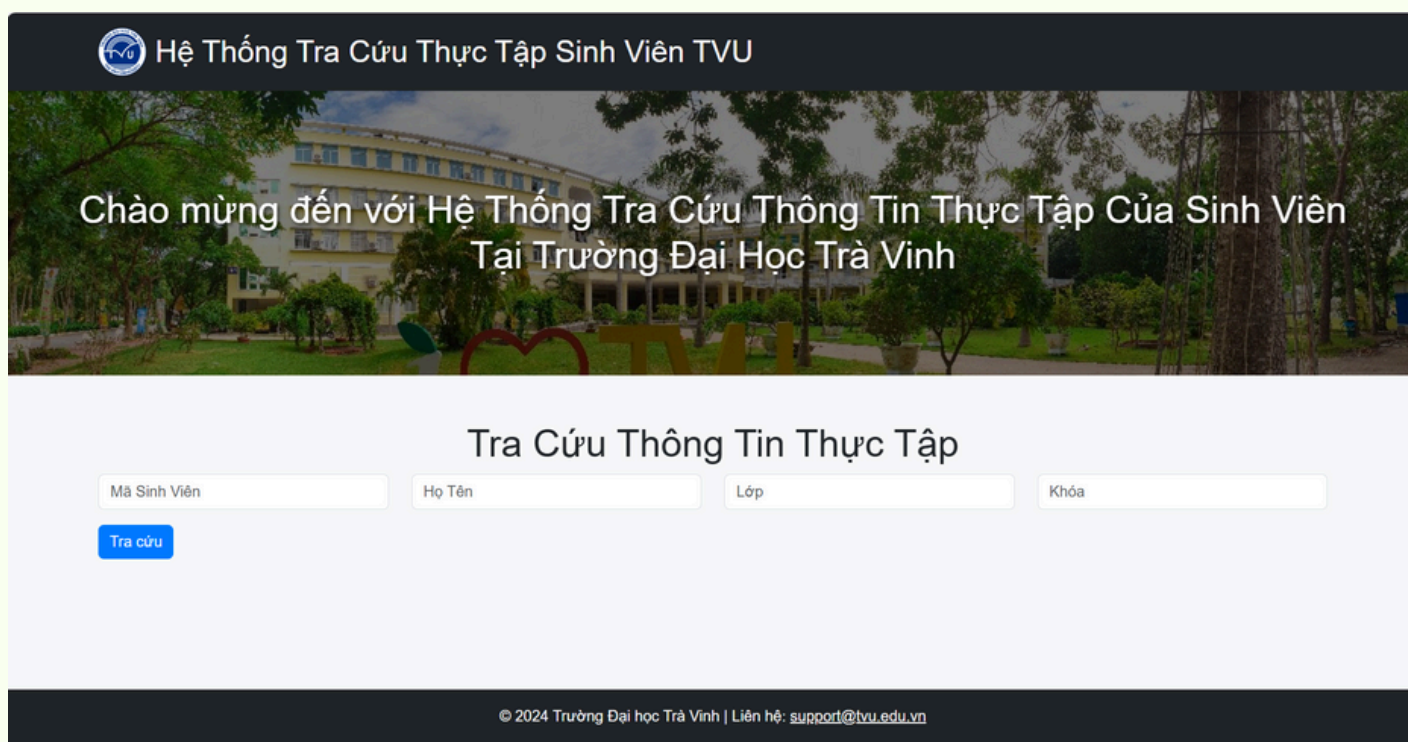 Hệ Thống Tra Cứu Thực Tập Sinh Viên TVU
Chào mừng đến với Hệ Thống Tra Cứu Thông Tin Thực Tập Của Sinh Viên
Tại Trường Đại Học Trà Vinh
TVU
Tra Cứu Thông Tin Thực Tập
Mã Sinh Viên
Họ Tên
Lớp
Khóa
Tra cứu
© 2024 Trường Đại học Trà Vinh | Liên hệ: support@tvu.edu.vn